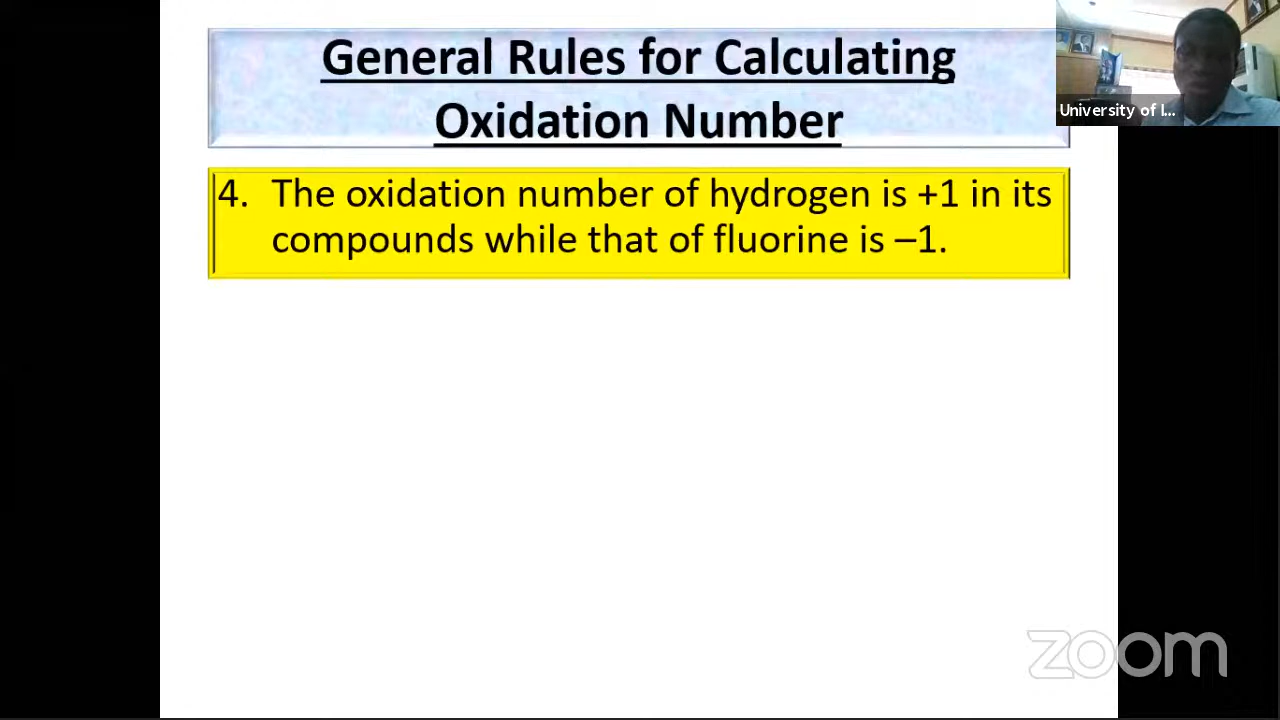 General Rules for Calculating
Oxidation Number
University of I...
4. The oxidation number of hydrogen is +1 in its
compounds while that of fluorine is –1.
zoom